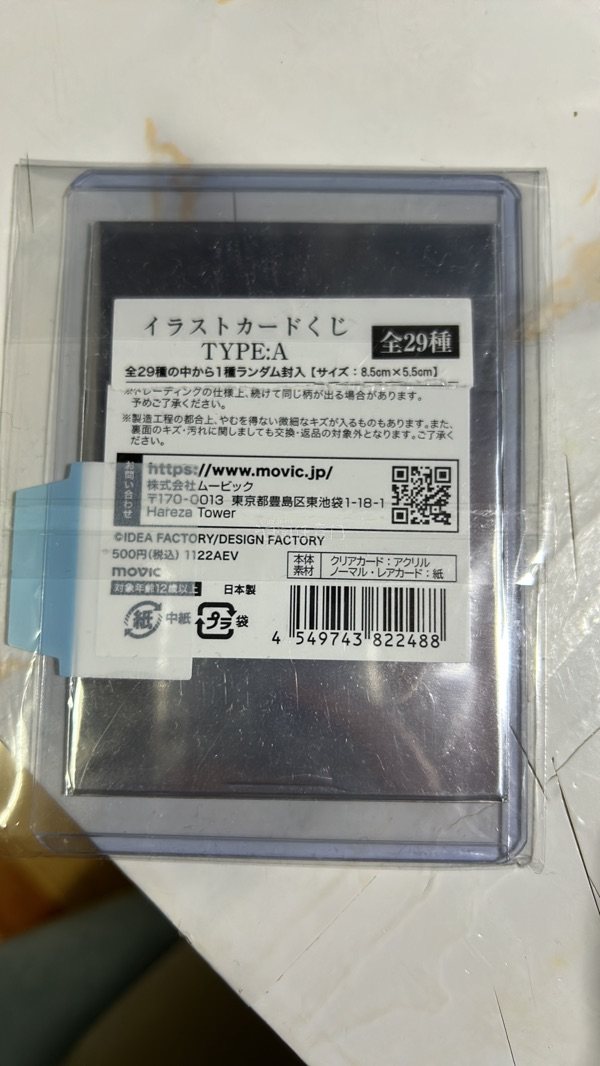 イラストカードくじ
TYPE:A
全29種
全29種の中から1種ランダム封入【サイズ：8.5cm×5.5cm】
※トレーディングの仕様上、続けて同じ柄が出る場合があります。
予めご了承ください。
※製造工程の都合上、やむを得ない微細なキズが入るものもあります。また、
裏面のキズ・汚れに関しましても交換・返品の対象外となります。ご了承く
ださい。
お問い合わせ
https://www.movic.jp/
株式会社ムービック
〒170-0013 東京都豊島区東池袋1-18-1
Hareza Tower
©IDEA FACTORY/DESIGN FACTORY
500円(税込) 1122AEV
movic
本体素材
クリアカード：アクリル
ノーマル・レアカード：紙
対象年齢12歳以上
日本製
紙 中紙
プラ 袋
4 549743 822488